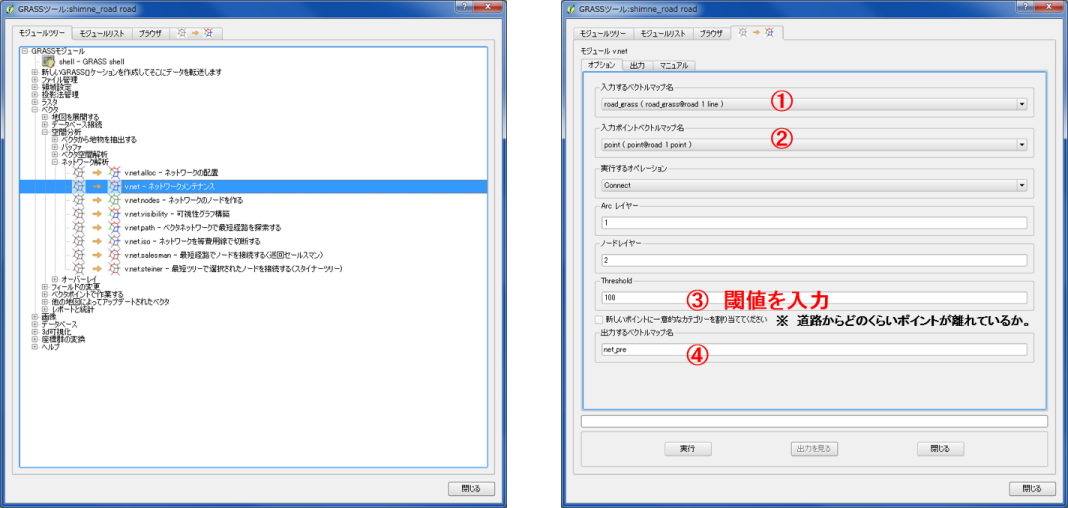 GRASSツール:shimne_road road
モジュールツリー モジュールリスト ブラウザ
GRASSモジュール
shell - GRASS shell
新しいGRASSロケーションを作成してそこにデータを転送します
ファイル管理
領域設定
投影法管理
ラスタ
ベクタ
地図を展開する
データベース接続
空間分析
ベクタから地物を抽出する
バッファ
ベクタ空間解析
ネットワーク解析
v.net.alloc - ネットワークの配置
v.net - ネットワークメンテナンス
v.net.nodes - ネットワークのノードを作る
v.net.visibility - 可視性グラフ構築
v.net.path - ベクタネットワークで最短経路を探索する
v.net.iso - ネットワークを等費用線で切断する
v.net.salesman - 最短経路でノードを接続する(巡回セールスマン)
v.net.steiner - 最短ツリーで選択されたノードを接続する(スタイナーツリー)
オーバーレイ
フィールドの変更
ベクタポイントで作業する
他の地図によってアップデートされたベクタ
レポートと統計
画像
データベース
3d可視化
座標群の変換
ヘルプ
閉じる
GRASSツール:shimne_road road
モジュールツリー モジュールリスト ブラウザ
モジュール v.net
オプション 出力 マニュアル
入力するベクトルマップ名
road_grass ( road_grass@road 1 line ) ①
入力ポイントベクトルマップ名
point ( point@road 1 point ) ②
実行するオペレーション
Connect
Arc レイヤー
1
ノードレイヤー
2
Threshold
100 ③ 閾値を入力
新しいポイントに一意的なカテゴリーを割り当ててください ※ 道路からどのくらいポイントが離れているか。
出力するベクトルマップ名
net_pre ④
実行 出力を見る 閉じる
閉じる